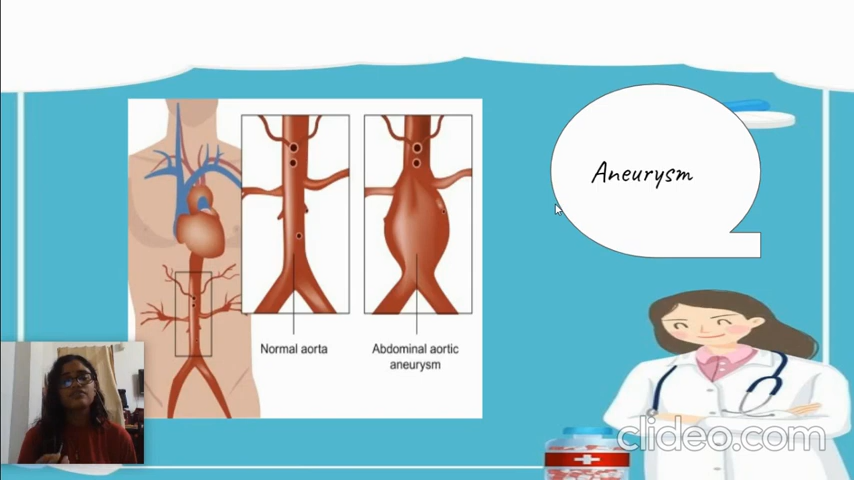 Aneurysm
Normal aorta
Abdominal aortic
aneurysm
clideo.com